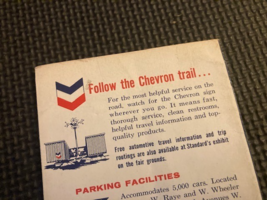 Follow the Chevron trail...
For the most helpful service on the
road, watch for the Chevron sign
wherever you go. It means fast,
thorough service, clean restrooms,
helpful travel information and top-
quality products.
Free automotive travel information and trip
routings are also available at Standard's exhibit
on the fair grounds.
PARKING FACILITIES
Accommodates 5,000 cars. Located
W. Raye and W. Wheeler